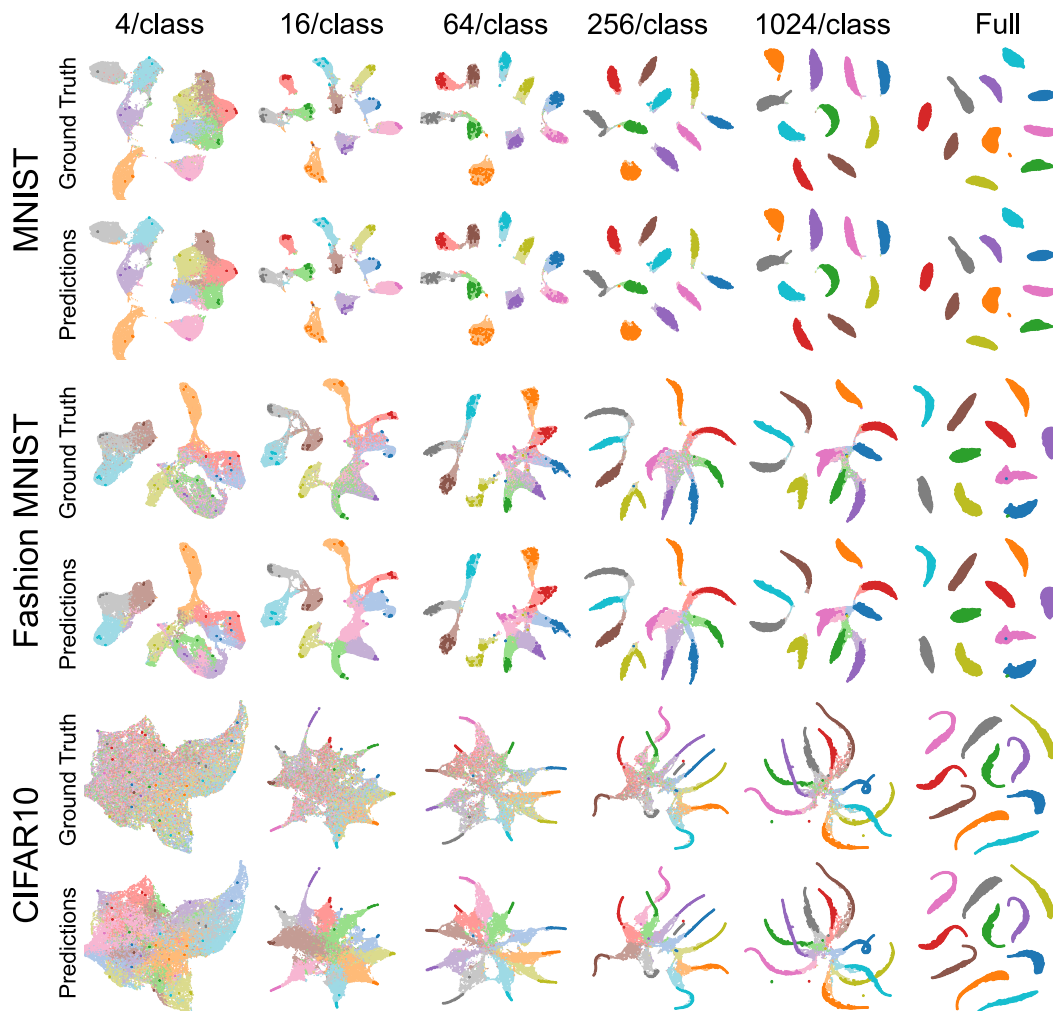 4/class 16/class 64/class 256/class 1024/class Full
MNIST
Ground Truth
Predictions
Fashion MNIST
Ground Truth
Predictions
CIFAR10
Ground Truth
Predictions